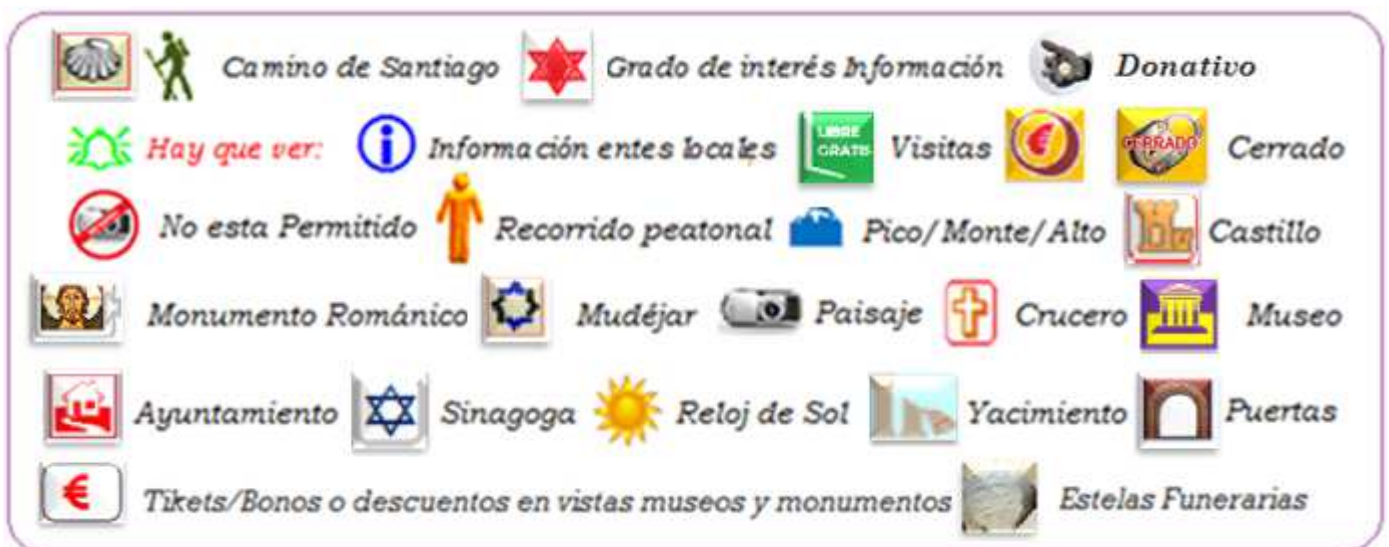 Camino de Santiago Grado de interés Información Donativo
Hay que ver: i Información entes locales LIBRE GRATIS Visitas € CERRADO Cerrado
No esta Permitido Recorrido peatonal Pico/Monte/Alto Castillo
Monumento Románico Mudéjar Paisaje Crucero Museo
Ayuntamiento Sinagoga Reloj de Sol Yacimiento Puertas
€ Tikets/Bonos o descuentos en vistas museos y monumentos Estelas Funerarias